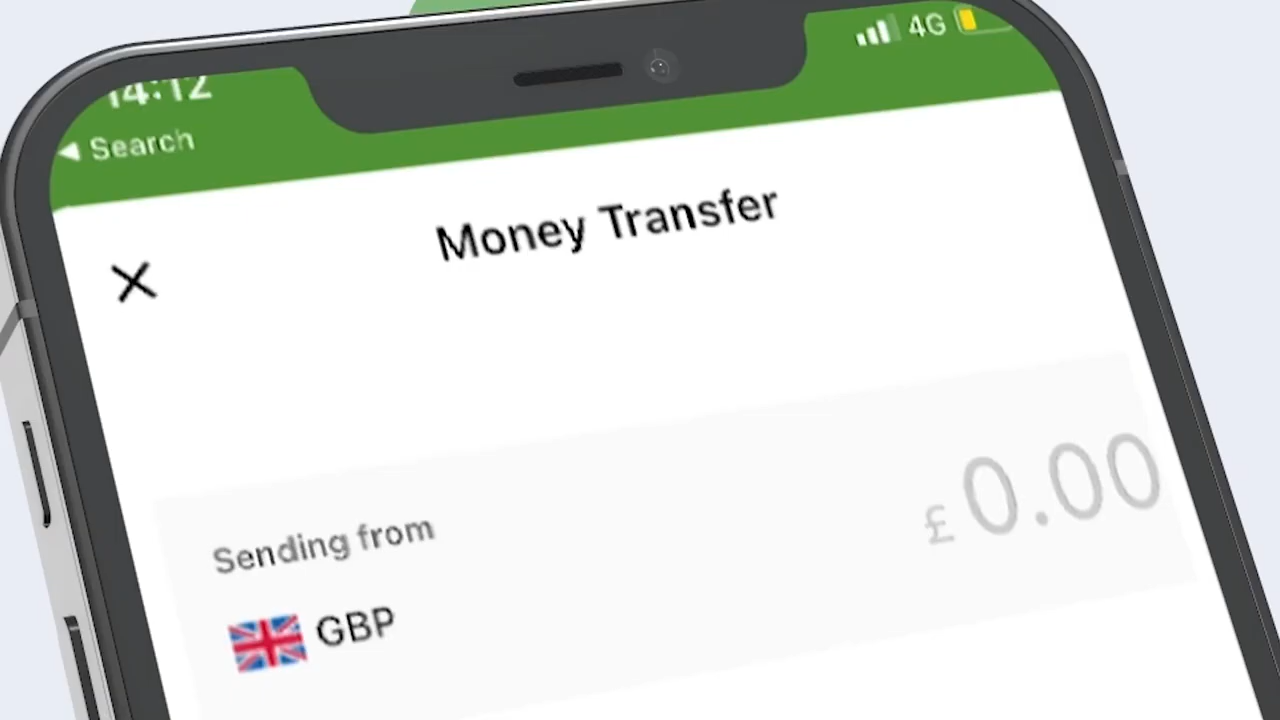 14:12
4G
◀ Search
Money Transfer
£ 0.00
Sending from
GBP